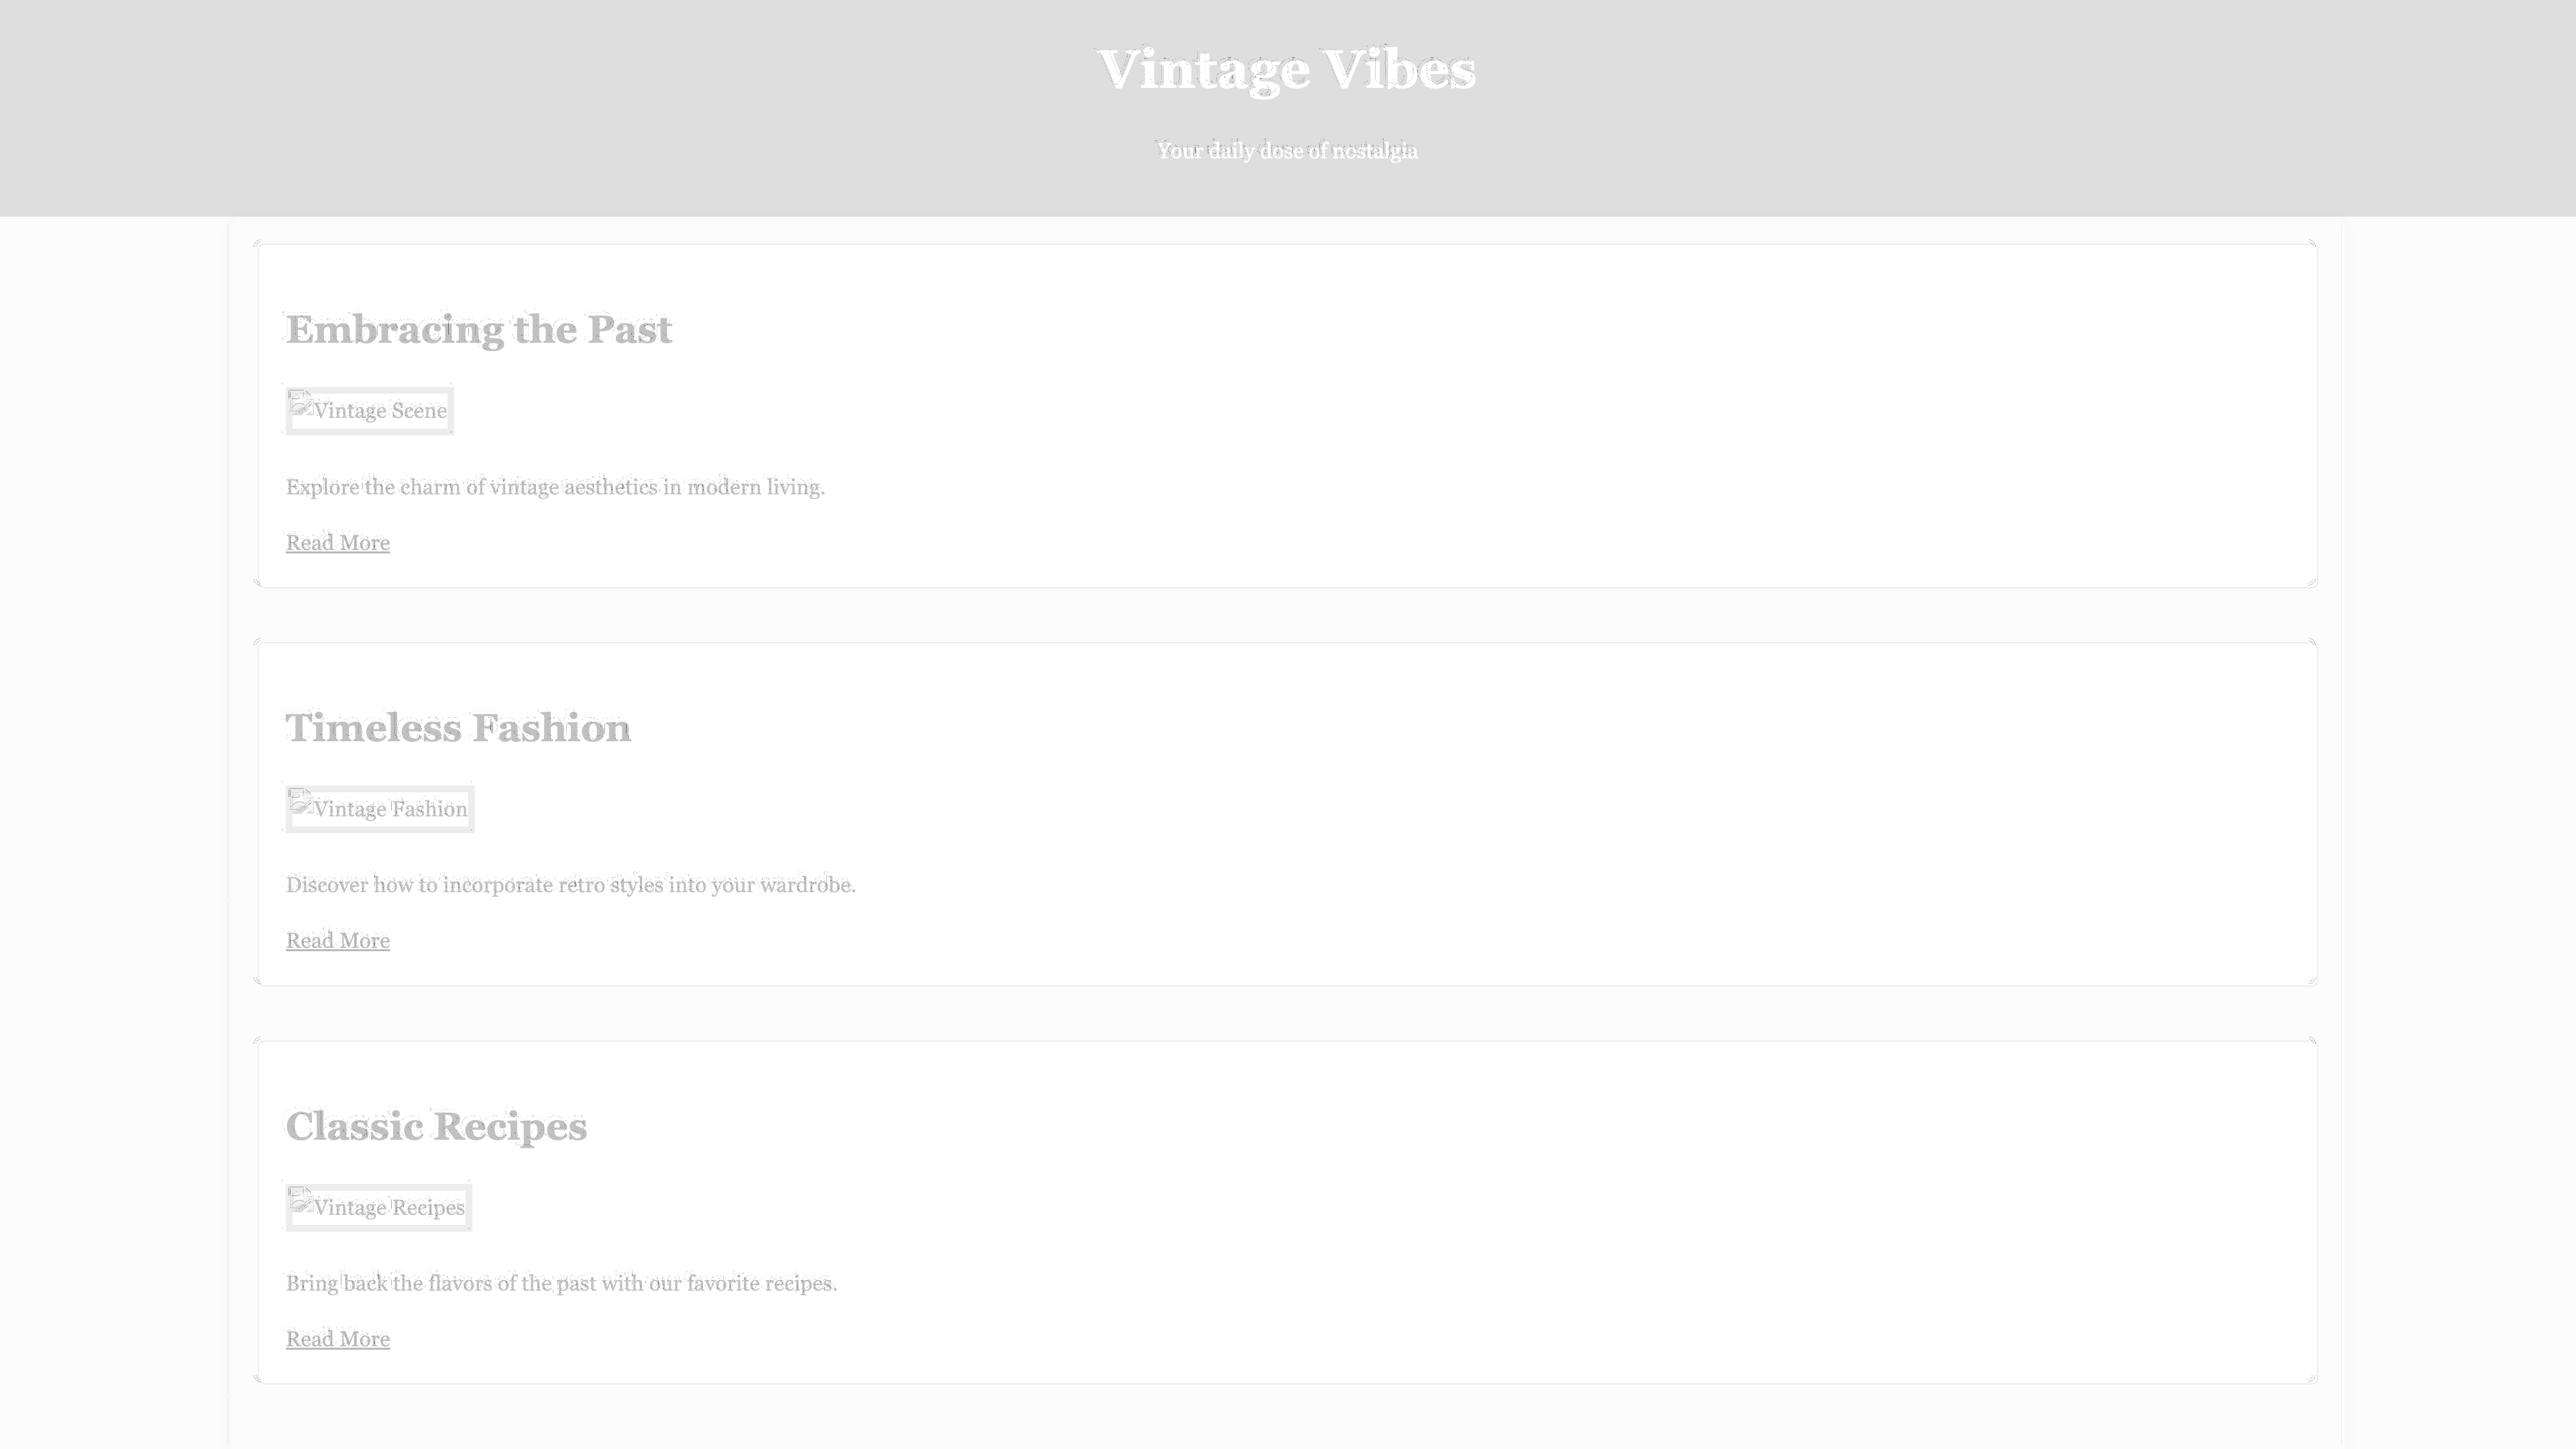 Vintage Vibes
Your daily dose of nostalgia
Embracing the Past
Vintage Scene
Explore the charm of vintage aesthetics in modern living.
Read More
Timeless Fashion
Vintage Fashion
Discover how to incorporate retro styles into your wardrobe.
Read More
Classic Recipes
Vintage Recipes
Bring back the flavors of the past with our favorite recipes.
Read More